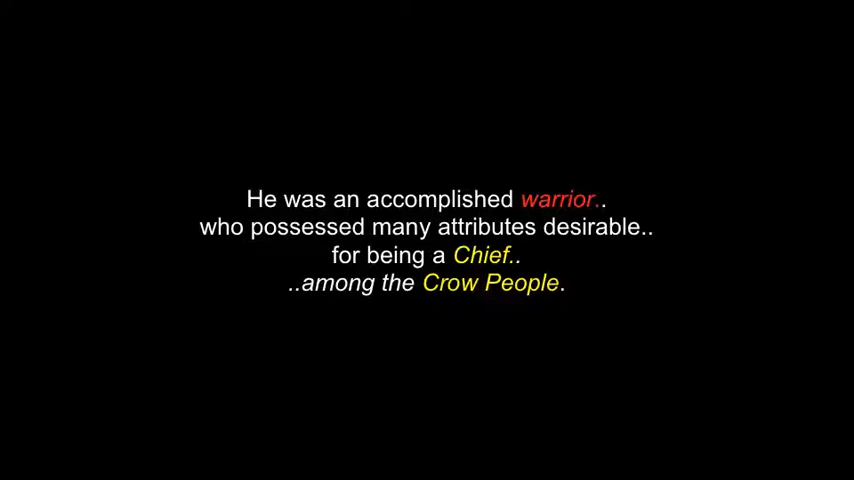 He was an accomplished warrior..
who possessed many attributes desirable..
for being a Chief..
..among the Crow People.